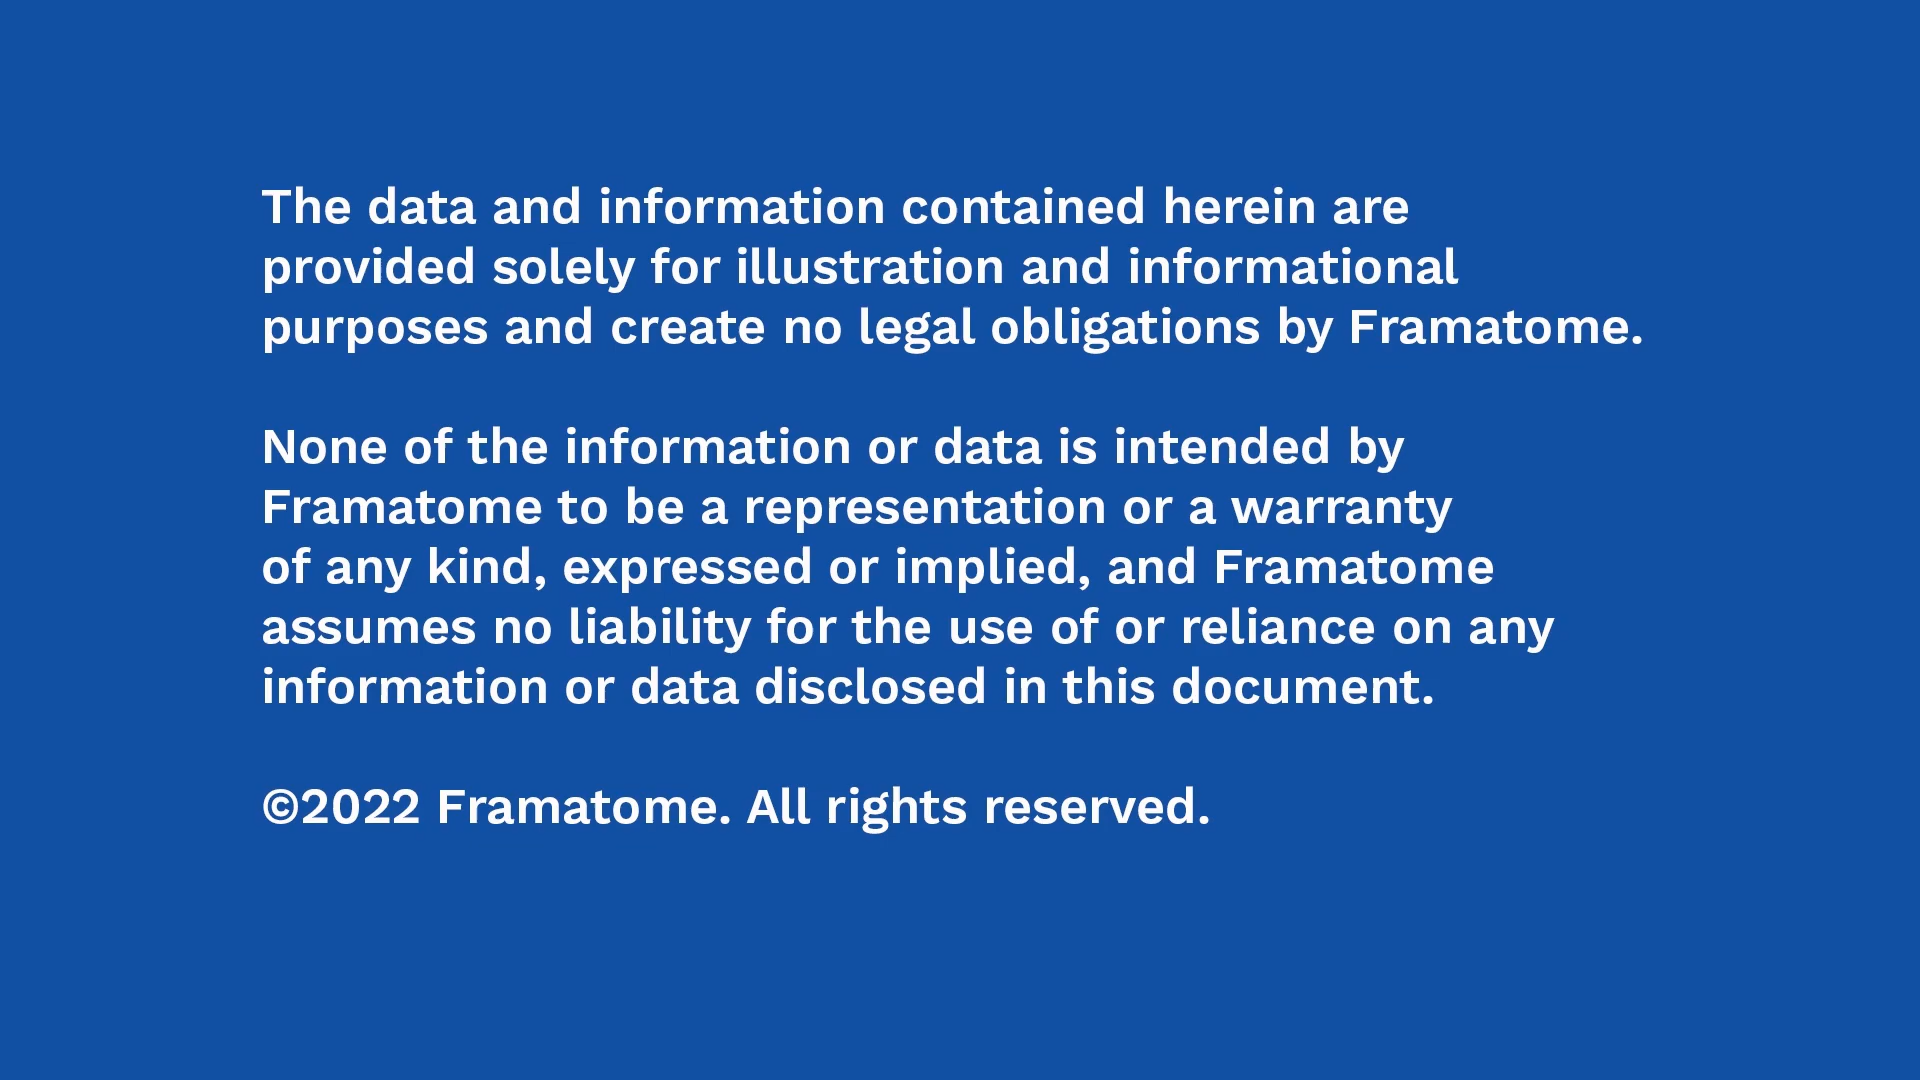 The data and information contained herein are
provided solely for illustration and informational
purposes and create no legal obligations by Framatome.
None of the information or data is intended by
Framatome to be a representation or a warranty
of any kind, expressed or implied, and Framatome
assumes no liability for the use of or reliance on any
information or data disclosed in this document.
©2022 Framatome. All rights reserved.